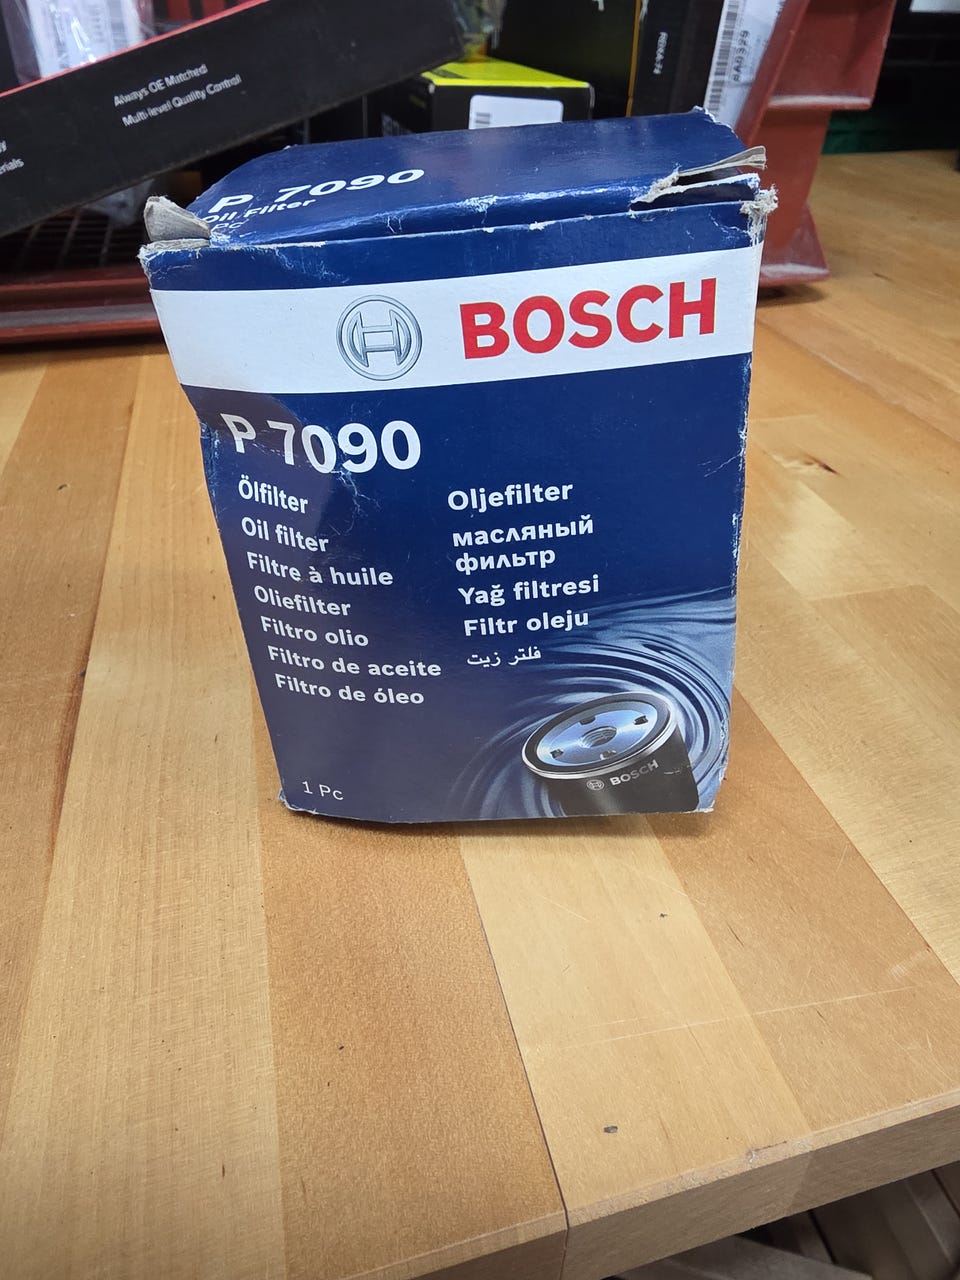 Always OE Matched
Multi-level Quality Control
P 7090
Oil Filter
BOSCH
P 7090
Ölfilter
Oil filter
Filtre à huile
Oliefilter
Filtro olio
Filtro de aceite
Filtro de óleo
Oljefilter
масляный
фильтр
Yağ filtresi
Filtr oleju
فلتر زيت
1 Pc
BOSCH